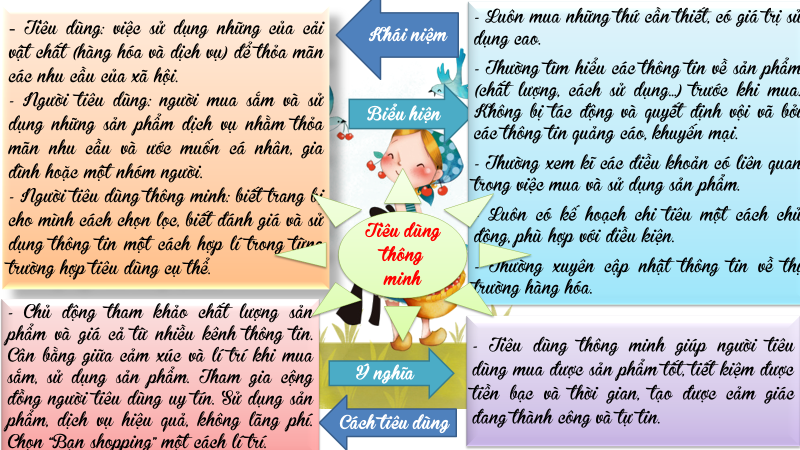 Khái niệm
- Tiêu dùng: việc sử dụng những của cải
vật chất (hàng hóa và dịch vụ) để thỏa mãn
các nhu cầu của xã hội.
- Người tiêu dùng: người mua sắm và sử
dụng những sản phẩm dịch vụ nhằm thỏa
mãn nhu cầu và ước muốn cá nhân, gia
đình hoặc một nhóm người.
- Người tiêu dùng thông minh: biết trang bị
cho mình cách chọn lọc, biết đánh giá và sử
dụng thông tin một cách hợp lí trong từng
trường hợp tiêu dùng cụ thể.
Biểu hiện
- Luôn mua những thứ cần thiết, có giá trị sử
dụng cao.
- Thường tìm hiểu các thông tin về sản phẩm
(chất lượng, cách sử dụng...) trước khi mua.
Không bị tác động và quyết định vội vã bởi
các thông tin quảng cáo, khuyến mại.
- Thường xem kĩ các điều khoản có liên quan
trong việc mua và sử dụng sản phẩm.
Luôn có kế hoạch chi tiêu một cách chủ
động, phù hợp với điều kiện.
- Thường xuyên cập nhật thông tin về thị
trường hàng hóa.
Tiêu dùng
thông
minh
Ý nghĩa
- Tiêu dùng thông minh giúp người tiêu
dùng mua được sản phẩm tốt, tiết kiệm được
tiền bạc và thời gian, tạo được cảm giác
đang thành công và tự tin.
Cách tiêu dùng
- Chủ động tham khảo chất lượng sản
phẩm và giá cả từ nhiều kênh thông tin.
Cân bằng giữa cảm xúc và lí trí khi mua
sắm, sử dụng sản phẩm. Tham gia cộng
đồng người tiêu dùng uy tín. Sử dụng sản
phẩm, dịch vụ hiệu quả, không lãng phí.
Chọn "Bạn shopping" một cách lí trí.